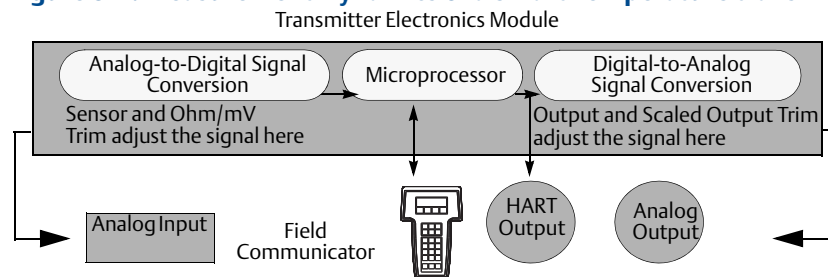 Transmitter Electronics Module
Analog-to-Digital Signal
Conversion
Microprocessor
Digital-to-Analog
Signal Conversion
Sensor and Ohm/mV
Trim adjust the signal here
Output and Scaled Output Trim
adjust the signal here
Analog Input
Field
Communicator
HART
Output
Analog
Output